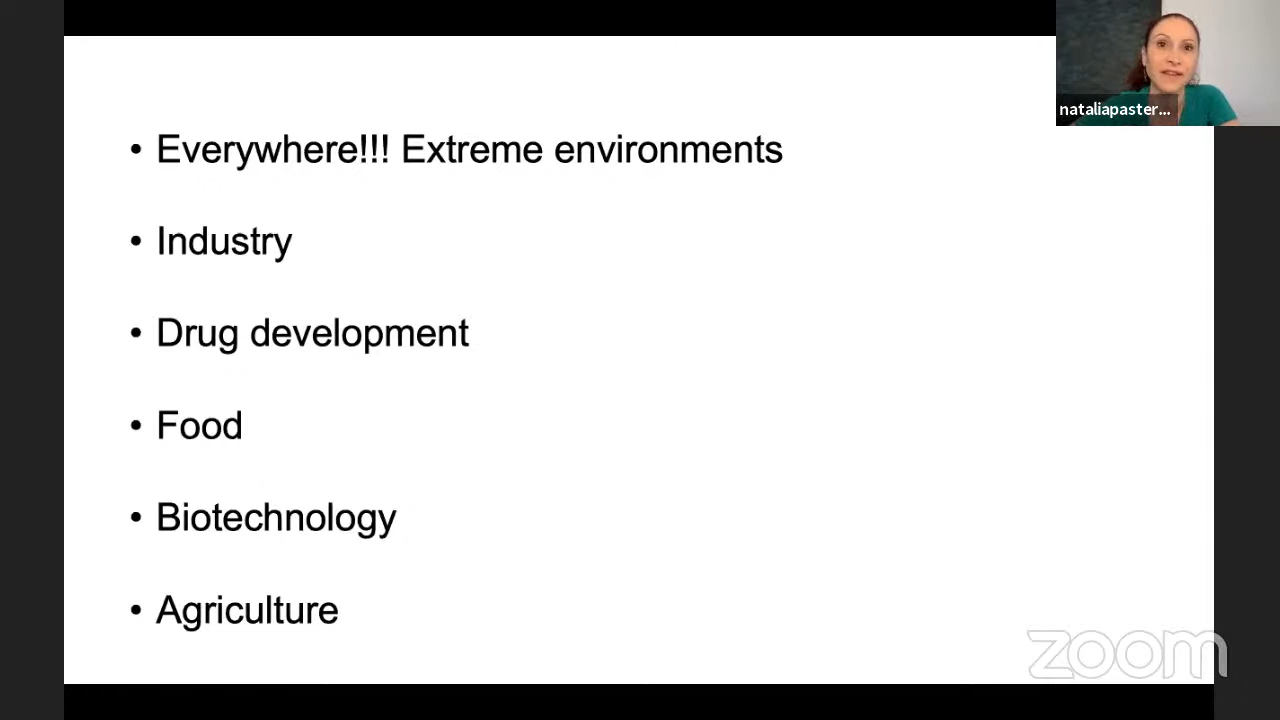 nataliapaster...
• Everywhere!!! Extreme environments
• Industry
• Drug development
• Food
• Biotechnology
• Agriculture
zoom